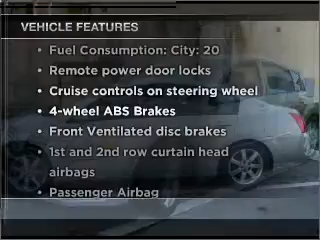 VEHICLE FEATURES
• Fuel Consumption: City: 20
• Remote power door locks
• Cruise controls on steering wheel
• 4-wheel ABS Brakes
• Front Ventilated disc brakes
• 1st and 2nd row curtain head
airbags
• Passenger Airbag